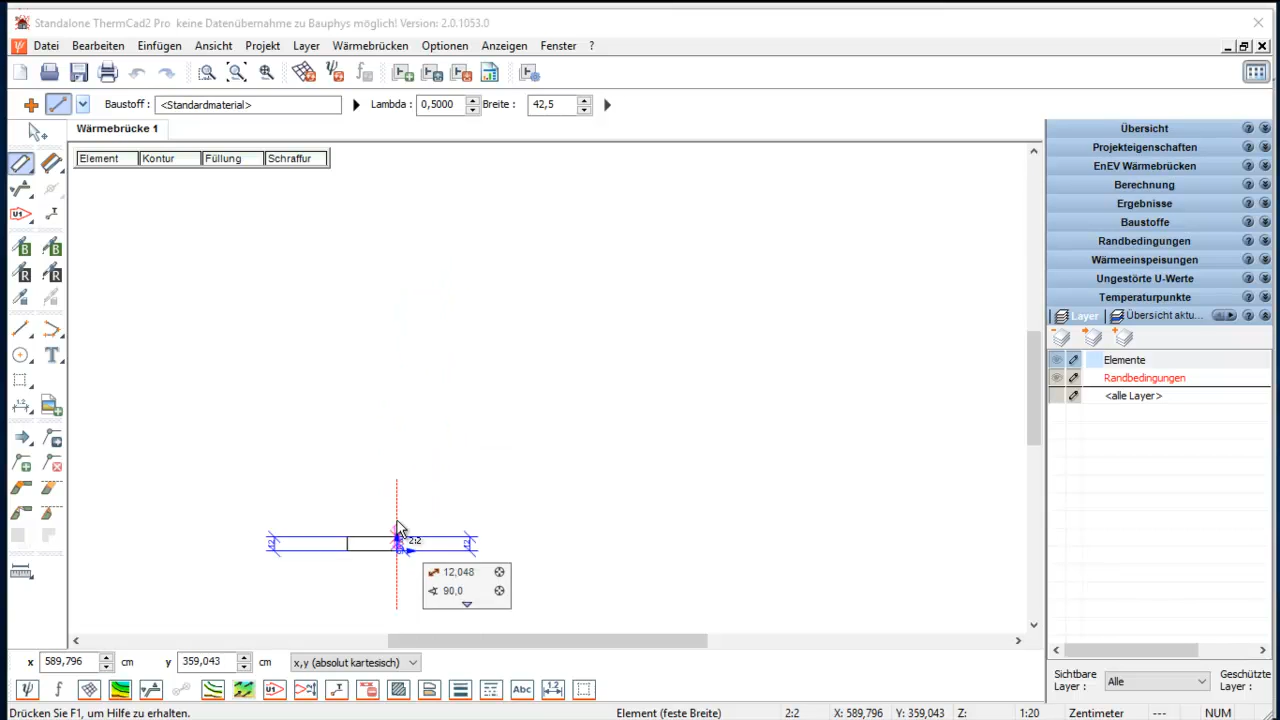 Standalone ThermCad2 Pro keine Datenübernahme zu Bauphys möglich! Version: 2.0.1053.0
Datei Bearbeiten Einfügen Ansicht Projekt Layer Wärmebrücken Optionen Anzeigen Fenster ?
Baustoff : <Standardmaterial> Lambda : 0,5000 Breite : 42,5
Wärmebrücke 1
Element Kontur Füllung Schraffur
Übersicht
Projekteigenschaften
EnEV Wärmebrücken
Berechnung
Ergebnisse
Baustoffe
Randbedingungen
Wärmeeinspeisungen
Ungestörte U-Werte
Temperaturpunkte
Layer Übersicht aktu...
Elemente
Randbedingungen
<alle Layer>
2:2
12,048
90,0
x 589,796 cm y 359,043 cm x,y (absolut kartesisch)
Sichtbare Layer : Alle Geschützte Layer :
Abc
Drücken Sie F1, um Hilfe zu erhalten. Element (feste Breite) 2:2 X: 589,796 Y: 359,043 Z: 1:20 Zentimeter --- NUM